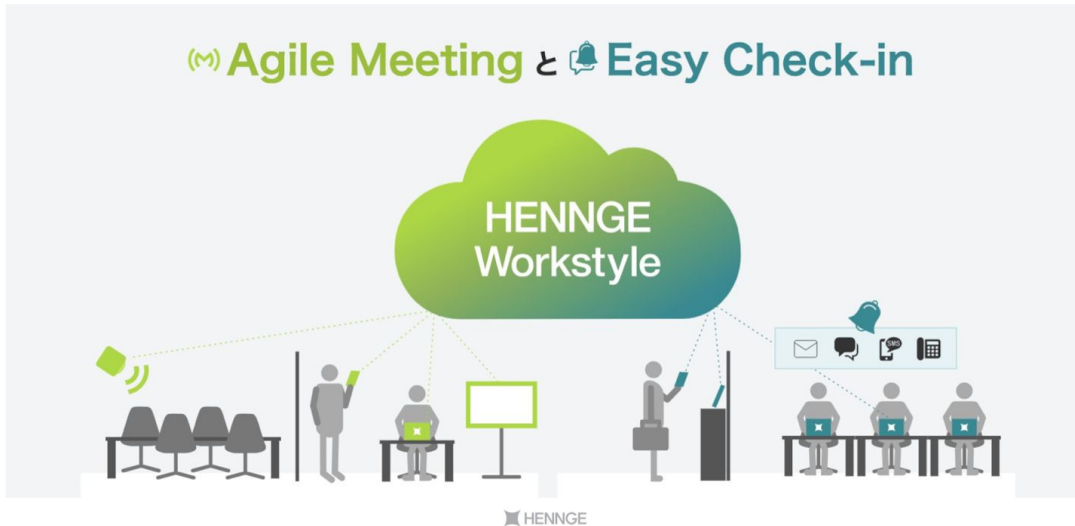 Agile Meeting と Easy Check-in
HENNGE
Workstyle
SMS
HENNGE